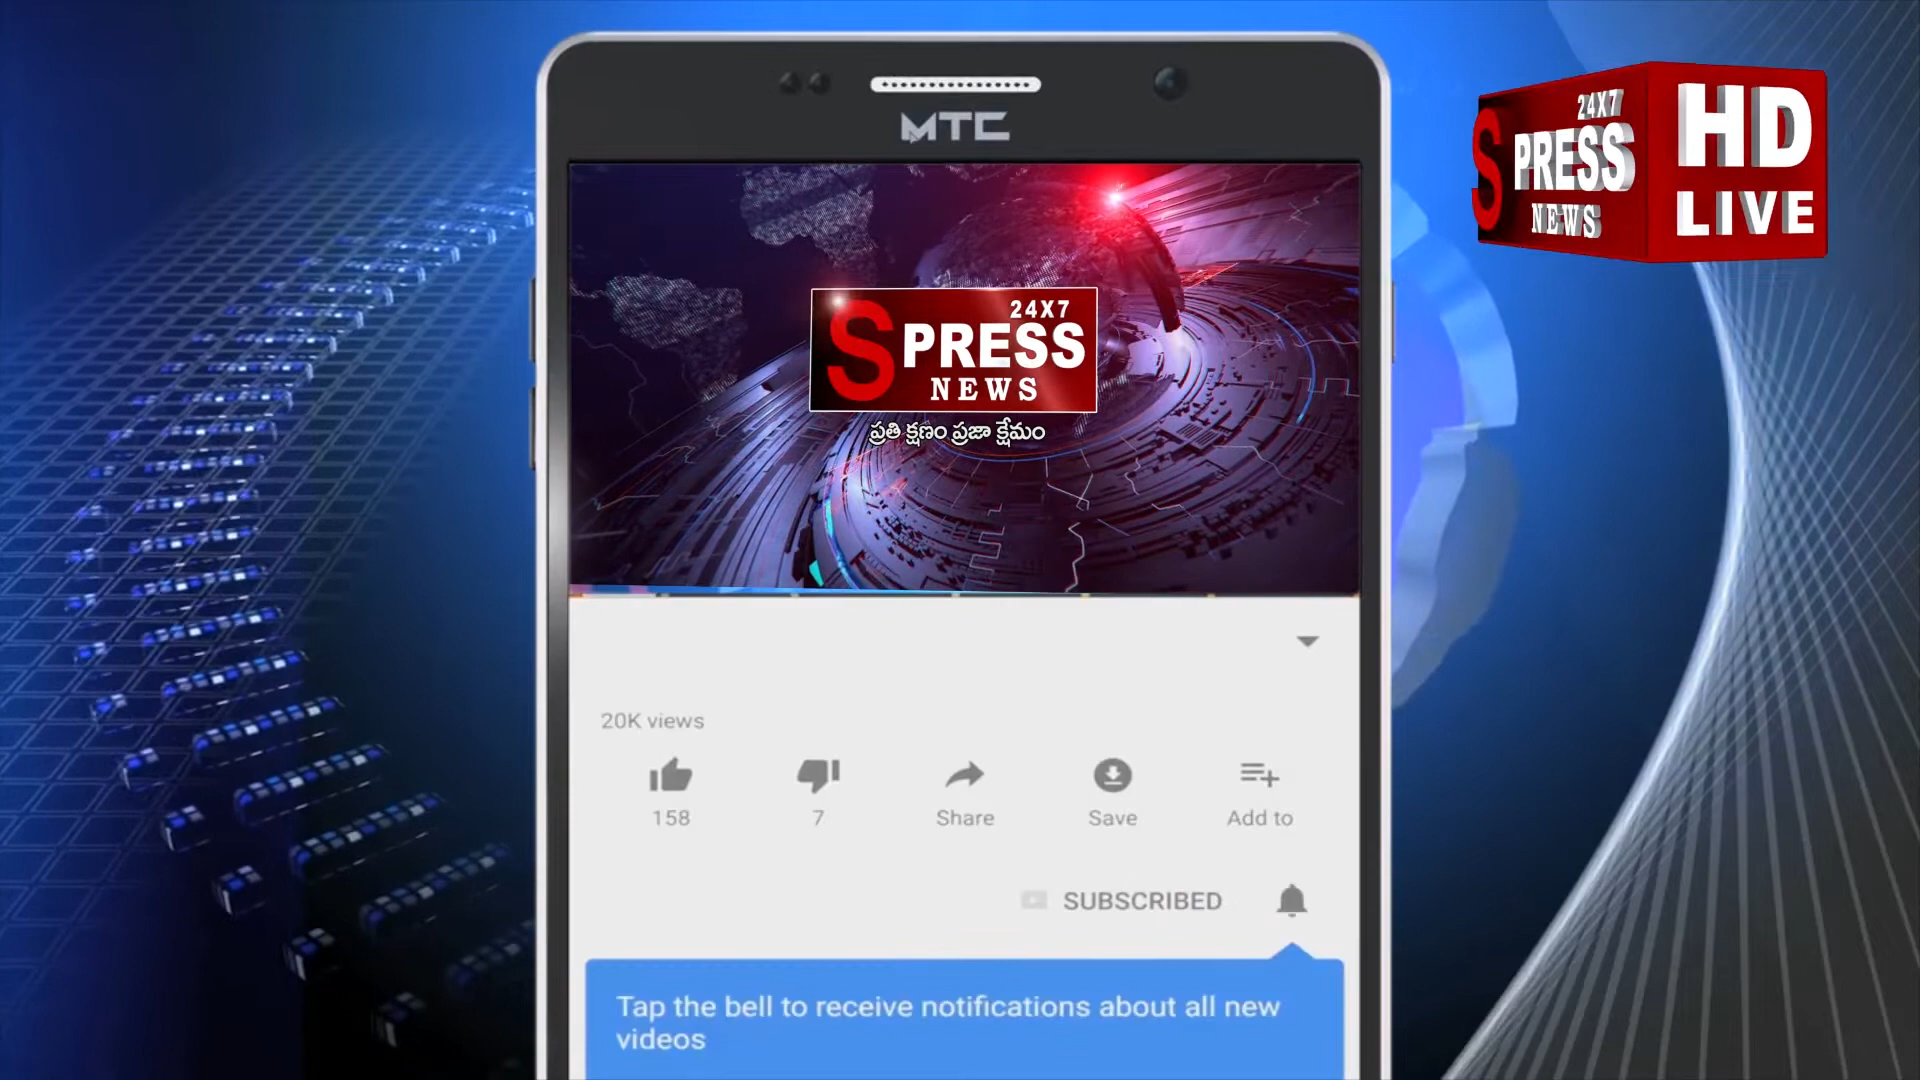 MTC
24X7
S PRESS
NEWS
HD
LIVE
24X7
S PRESS
NEWS
ప్రతి క్షణం ప్రజా క్షేమం
20K views
158
7
Share
Save
Add to
SUBSCRIBED
Tap the bell to receive notifications about all new
videos